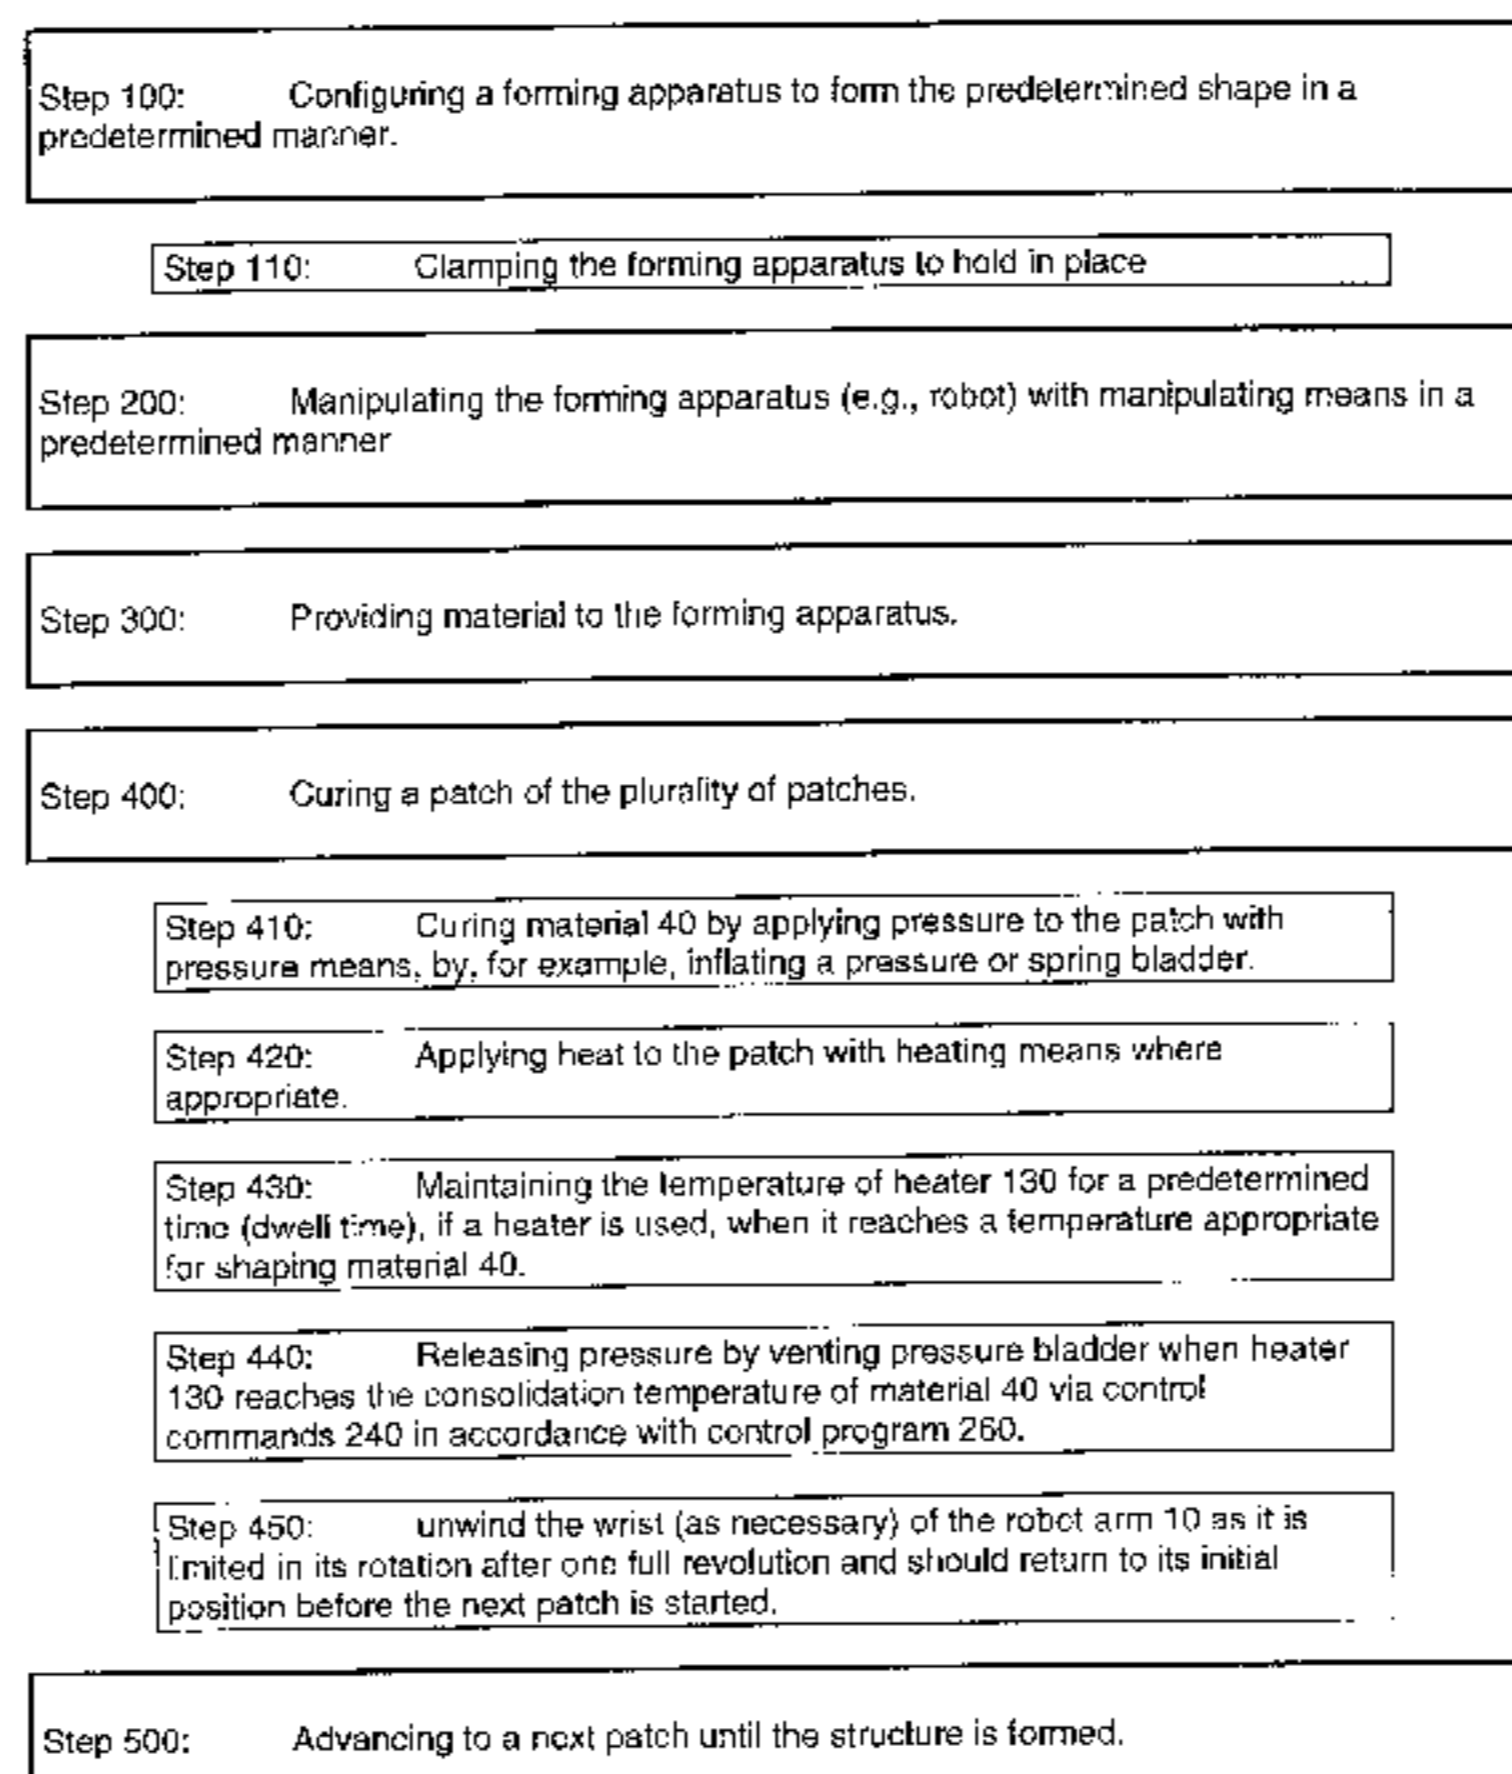 Step 100: Configuring a forming apparatus to form the predetermined shape in a
predetermined manner.
Step 110: Clamping the forming apparatus to hold in place
Step 200: Manipulating the forming apparatus (e.g., robot) with manipulating means in a
predetermined manner
Step 300: Providing material to the forming apparatus.
Step 400: Curing a patch of the plurality of patches.
Step 410: Curing material 40 by applying pressure to the patch with
pressure means, by, for example, inflating a pressure or spring bladder.
Step 420: Applying heat to the patch with heating means where
appropriate.
Step 430: Maintaining the temperature of heater 130 for a predetermined
time (dwell time), if a heater is used, when it reaches a temperature appropriate
for shaping material 40.
Step 440: Releasing pressure by venting pressure bladder when heater
130 reaches the consolidation temperature of material 40 via control
commands 240 in accordance with control program 260.
Step 450: unwind the wrist (as necessary) of the robot arm 10 as it is
limited in its rotation after one full revolution and should return to its initial
position before the next patch is started.
Step 500: Advancing to a next patch until the structure is formed.